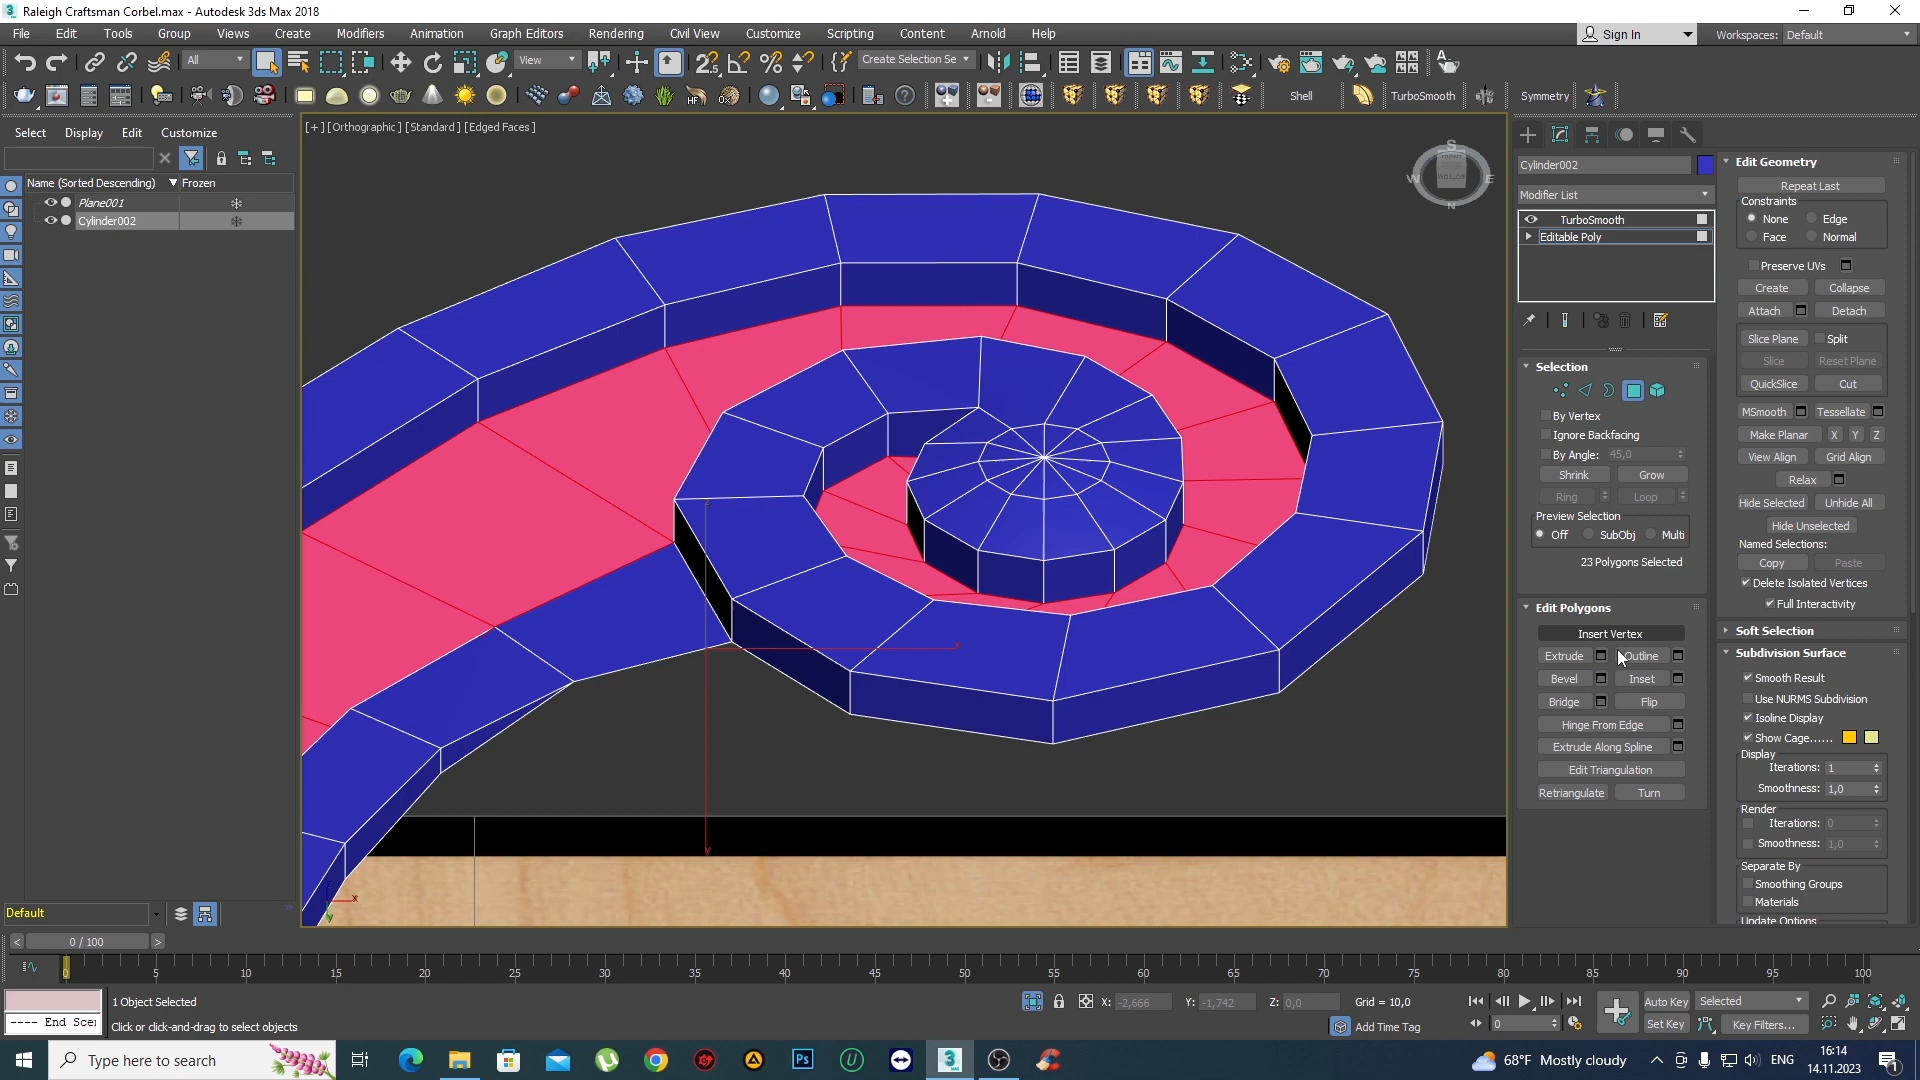 Raleigh Craftsman Corbel.max - Autodesk 3ds Max 2018
File Edit Tools Group Views Create Modifiers Animation Graph Editors Rendering Civil View Customize Scripting Content Arnold Help
Sign In Workspaces: Default
All View Create Selection Se
Shell TurboSmooth Symmetry
Select Display Edit Customize
Name (Sorted Descending) Frozen
Plane001
Cylinder002
Default
[+] [Orthographic] [Standard] [Edged Faces]
S
W E
N
x
x
Cylinder002
Modifier List
TurboSmooth
Editable Poly
Selection
By Vertex
Ignore Backfacing
By Angle: 45,0
Shrink Grow
Ring Loop
Preview Selection
Off SubObj Multi
23 Polygons Selected
Edit Polygons
Insert Vertex
Extrude Outline
Bevel Inset
Bridge Flip
Hinge From Edge
Extrude Along Spline
Edit Triangulation
Retriangulate Turn
Edit Geometry
Repeat Last
Constraints
None Edge
Face Normal
Preserve UVs
Create Collapse
Attach Detach
Slice Plane Split
Slice Reset Plane
QuickSlice Cut
MSmooth Tessellate
Make Planar X Y Z
View Align Grid Align
Relax
Hide Selected Unhide All
Hide Unselected
Named Selections:
Copy Paste
Delete Isolated Vertices
Full Interactivity
Soft Selection
Subdivision Surface
Smooth Result
Use NURMS Subdivision
Isoline Display
Show Cage......
Display
Iterations: 1
Smoothness: 1,0
Render
Iterations: 0
Smoothness: 1,0
Separate By
Smoothing Groups
Materials
Update Options
< 0 / 100 >
0 5 10 15 20 25 30 35 40 45 50 55 60 65 70 75 80 85 90 95 100
1 Object Selected
X: -2,666 Y: -1,742 Z: 0,0 Grid = 10,0
Auto Key Selected
---- End Sce
Click or click-and-drag to select objects
Add Time Tag
0
Set Key Key Filters...
Type here to search
68°F Mostly cloudy
ENG
16:14
14.11.2023
1